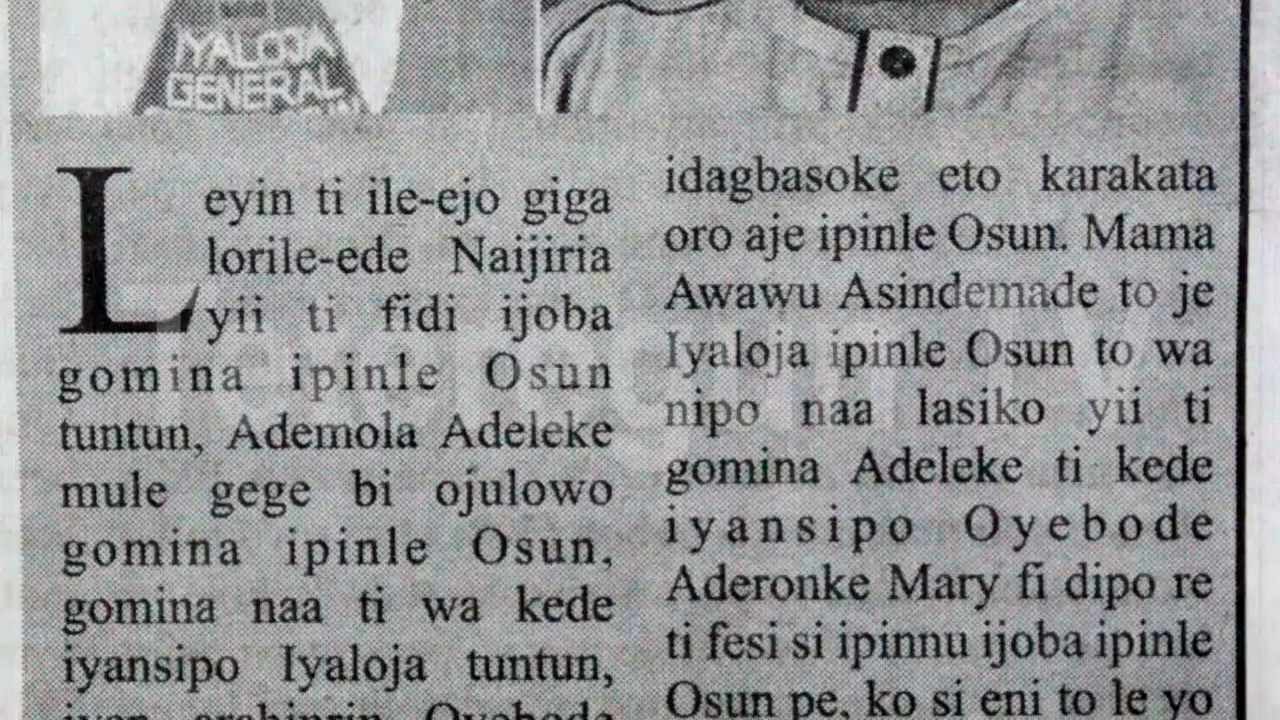 IYALOJA
GENERAL
Leyin ti ile-ejo giga
lorile-ede Naijiria
yii ti fidi ijoba
gomina ipinle Osun
tuntun, Ademola Adeleke
mule gege bi ojulowo
gomina ipinle Osun,
gomina naa ti wa kede
iyansipo Iyaloja tuntun,
Oyebode
idagbasoke eto karakata
oro aje ipinle Osun. Mama
Awawu Asindemade to je
Iyaloja ipinle Osun to wa
nipo naa lasiko yii ti
gomina Adeleke ti kede
iyansipo Oyebode
Aderonke Mary fi dipo re
ti fesi si ipinnu ijoba ipinle
Osun pe, ko si eni to le yo